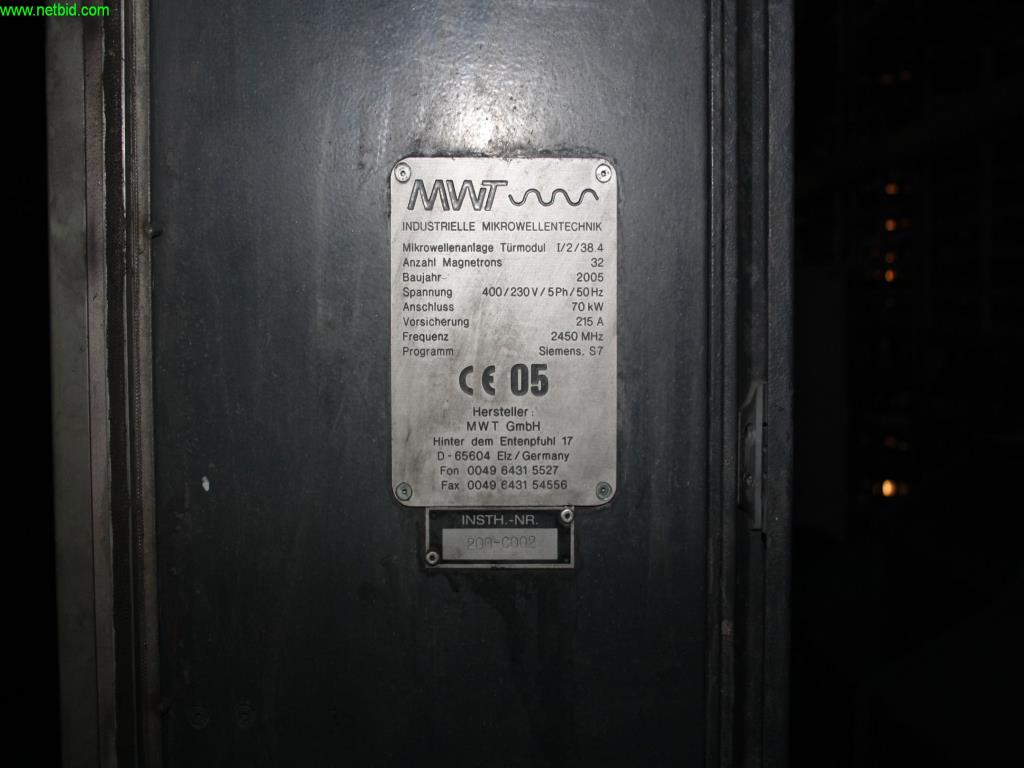 www.netbid.com
MWT
INDUSTRIELLE MIKROWELLENTECHNIK
Mikrowellenanlage Türmodul I/2/38.4
Anzahl Magnetrons 32
Baujahr 2005
Spannung 400/230V/5Ph/50Hz
Anschluss 70 kW
Vorsicherung 215 A
Frequenz 2450 MHz
Programm Siemens, S7
CE 05
Hersteller:
MWT GmbH
Hinter dem Entenpfuhl 17
D-65604 Elz/Germany
Fon 0049 6431 5527
Fax 0049 6431 54556
INSTH.-NR.